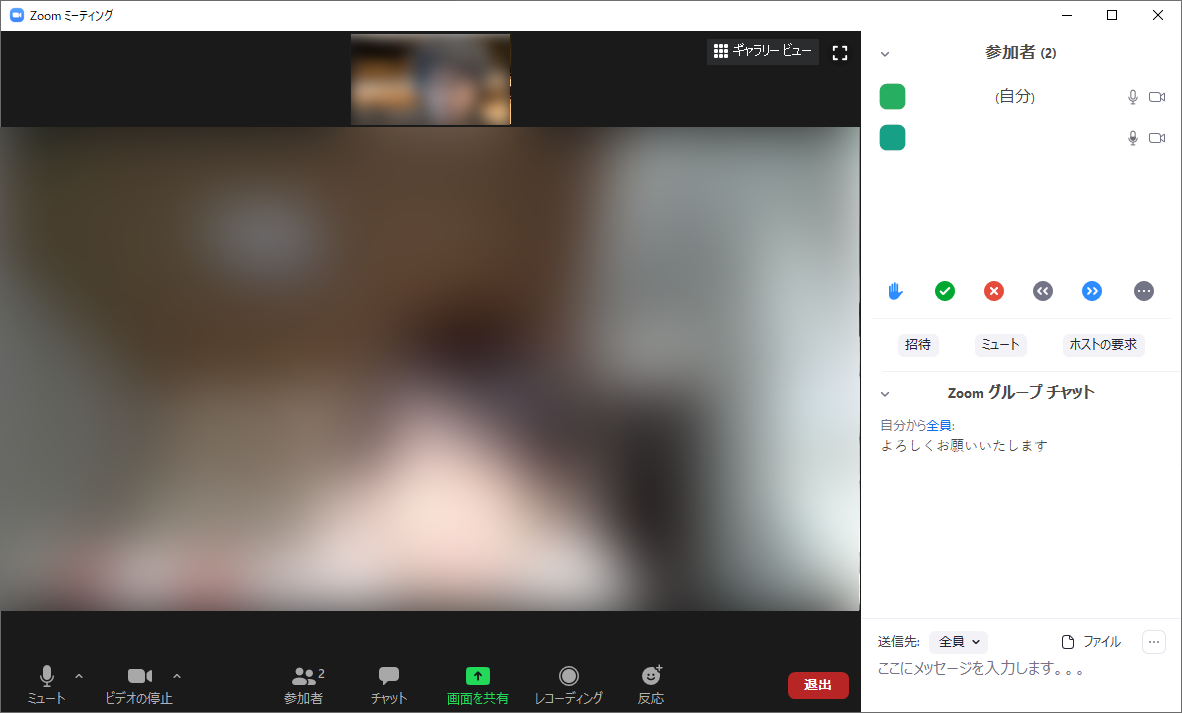 Zoom ミーティング
ギャラリー ビュー
参加者 (2)
(自分)
招待 ミュート ホストの要求
Zoom グループ チャット
自分から全員:
よろしくお願いいたします
送信先: 全員 ファイル
ここにメッセージを入力します。。。
ミュート ビデオの停止 参加者 2 チャット 画面を共有 レコーディング 反応 退出